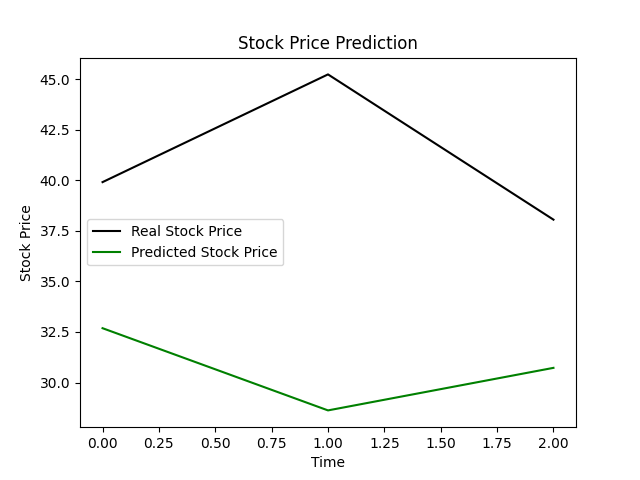 Stock Price Prediction
45.0
42.5
40.0
37.5
35.0
32.5
30.0
Stock Price
Real Stock Price
Predicted Stock Price
0.00 0.25 0.50 0.75 1.00 1.25 1.50 1.75 2.00
Time